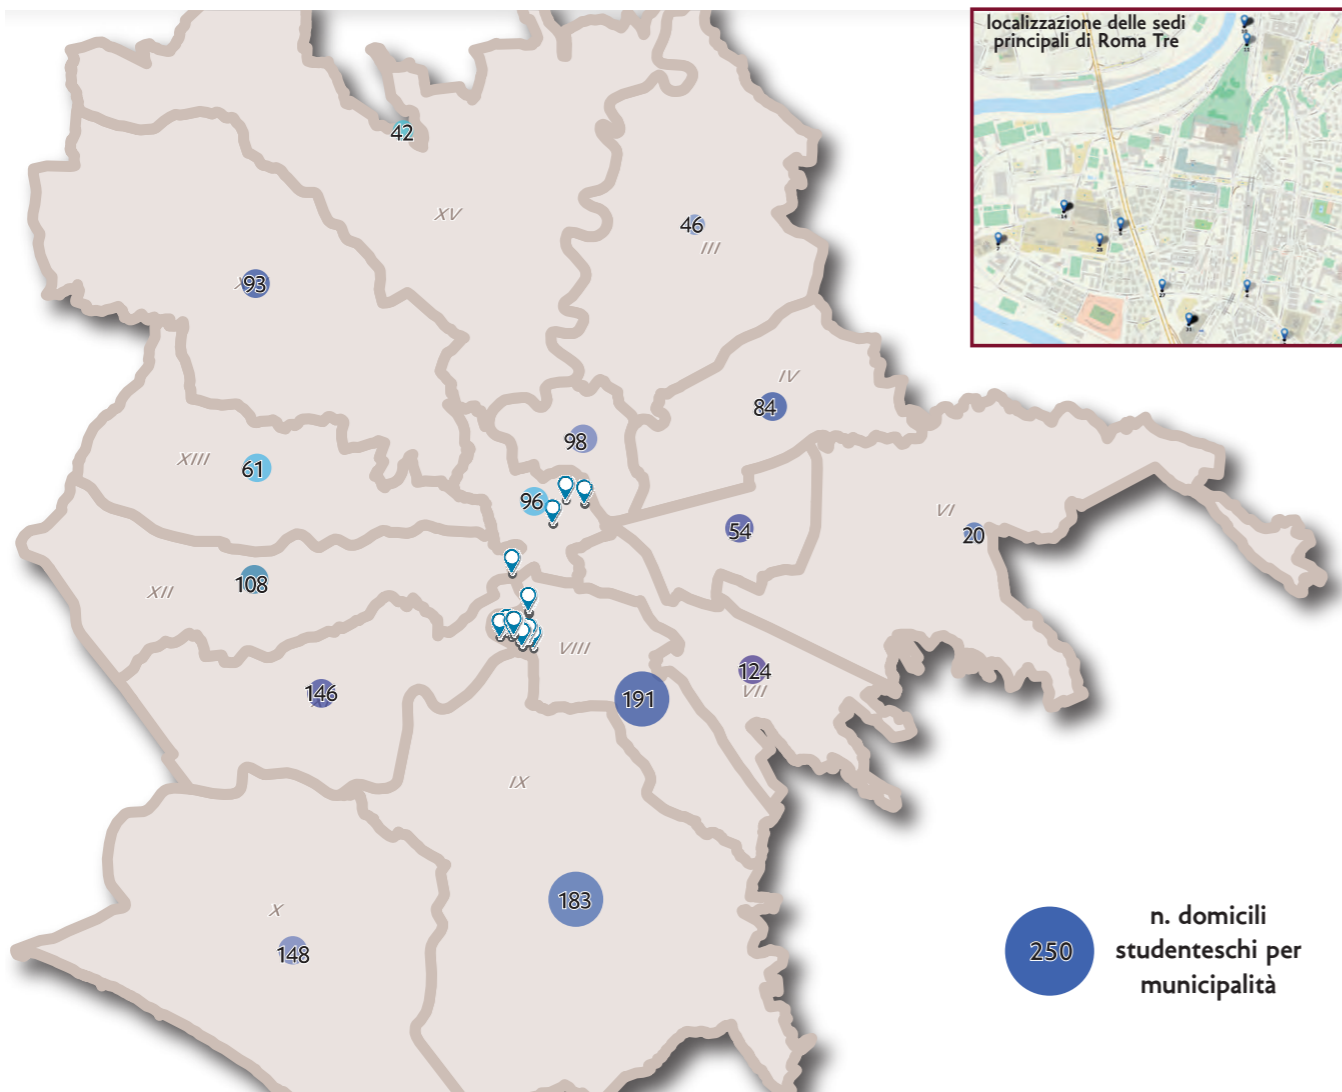 localizzazione delle sedi
principali di Roma Tre
42
XV
46
III
93
IV
84
98
XIII
61
96
VI
54
20
XII
108
VIII
124
VII
146
191
IX
183
X
148
250
n. domicili
studenteschi per
municipalità